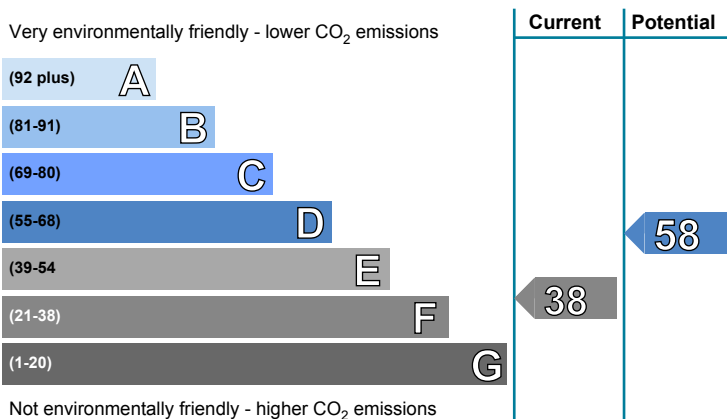 Current Potential
Very environmentally friendly - lower CO2 emissions
(92 plus) A
(81-91) B
(69-80) C
(55-68) D
58
(39-54 E
38
(21-38) F
(1-20) G
Not environmentally friendly - higher CO2 emissions